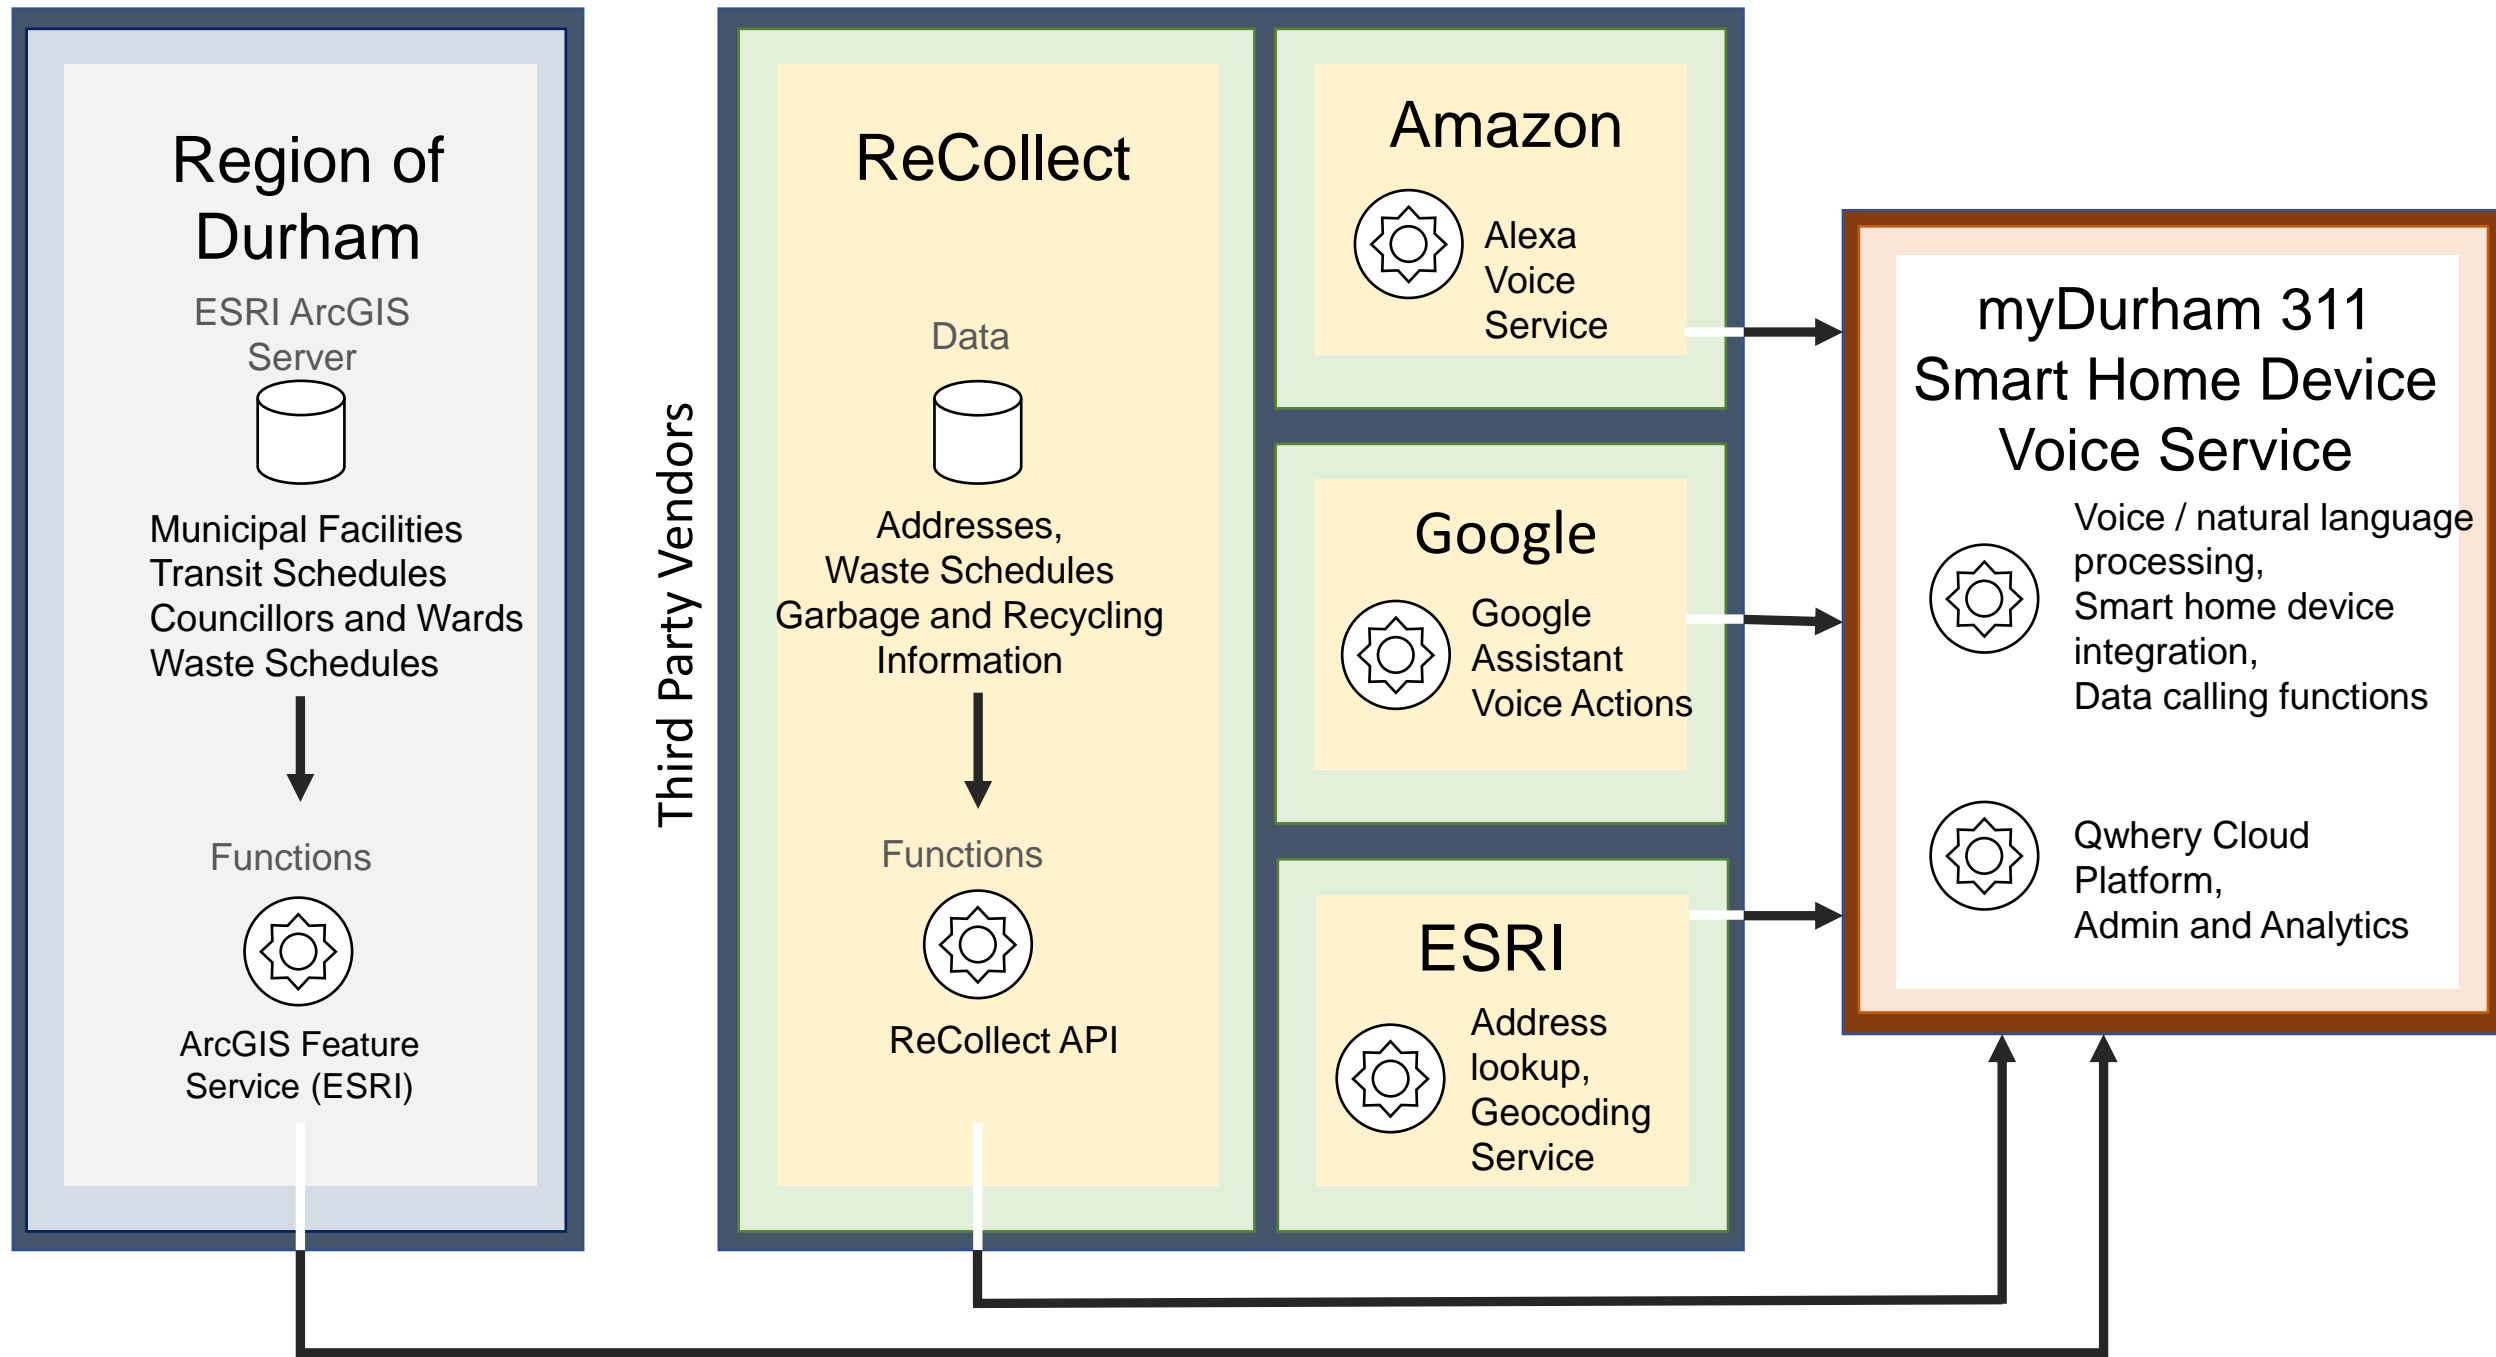 Region of
Durham
ESRI ArcGIS
Server
Municipal Facilities
Transit Schedules
Councillors and Wards
Waste Schedules
Functions
ArcGIS Feature
Service (ESRI)
Third Party Vendors
ReCollect
Data
Addresses,
Waste Schedules
Garbage and Recycling
Information
Functions
ReCollect API
Amazon
Alexa
Voice
Service
Google
Google
Assistant
Voice Actions
ESRI
Address
lookup,
Geocoding
Service
myDurham 311
Smart Home Device
Voice Service
Voice / natural language
processing,
Smart home device
integration,
Data calling functions
Qwhery Cloud
Platform,
Admin and Analytics